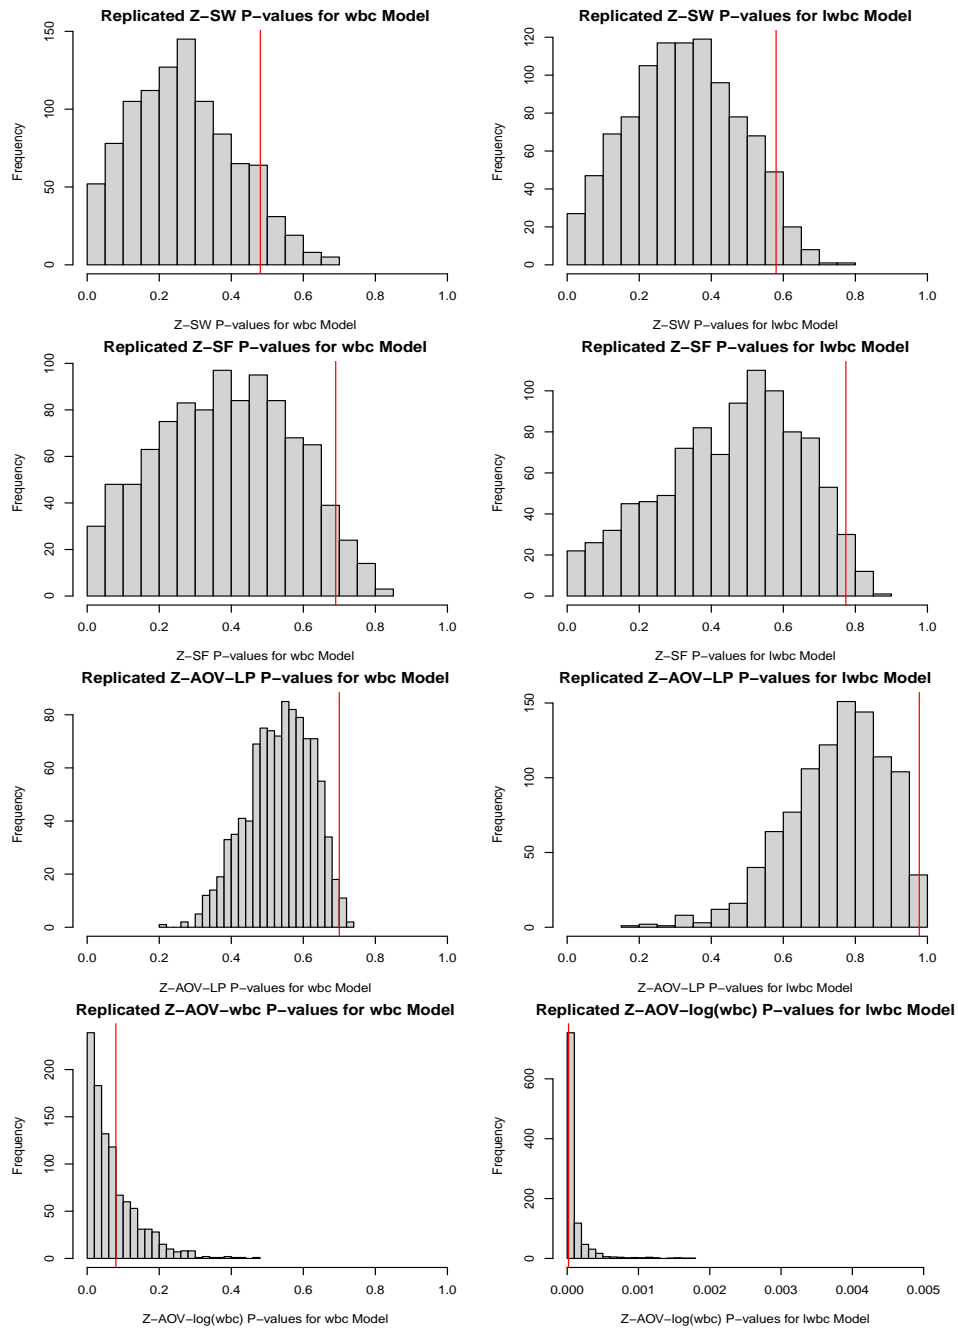 Replicated Z−SW P−values for wbc Model
Frequency
0 50 100 150
0.0 0.2 0.4 0.6 0.8 1.0
Z−SW P−values for wbc Model
Replicated Z−SW P−values for lwbc Model
Frequency
0 20 40 60 80 100 120
0.0 0.2 0.4 0.6 0.8 1.0
Z−SW P−values for lwbc Model
Replicated Z−SF P−values for wbc Model
Frequency
0 20 40 60 80 100
0.0 0.2 0.4 0.6 0.8 1.0
Z−SF P−values for wbc Model
Replicated Z−SF P−values for lwbc Model
Frequency
0 20 40 60 80 100
0.0 0.2 0.4 0.6 0.8 1.0
Z−SF P−values for lwbc Model
Replicated Z−AOV−LP P−values for wbc Model
Frequency
0 20 40 60 80
0.0 0.2 0.4 0.6 0.8 1.0
Z−AOV−LP P−values for wbc Model
Replicated Z−AOV−LP P−values for lwbc Model
Frequency
0 50 100 150
0.0 0.2 0.4 0.6 0.8 1.0
Z−AOV−LP P−values for lwbc Model
Replicated Z−AOV−wbc P−values for wbc Model
Frequency
0 50 100 150 200
0.0 0.2 0.4 0.6 0.8 1.0
Z−AOV−log(wbc) P−values for wbc Model
Replicated Z−AOV−log(wbc) P−values for lwbc Model
Frequency
0 200 400 600
0.000 0.001 0.002 0.003 0.004 0.005
Z−AOV−log(wbc) P−values for lwbc Model